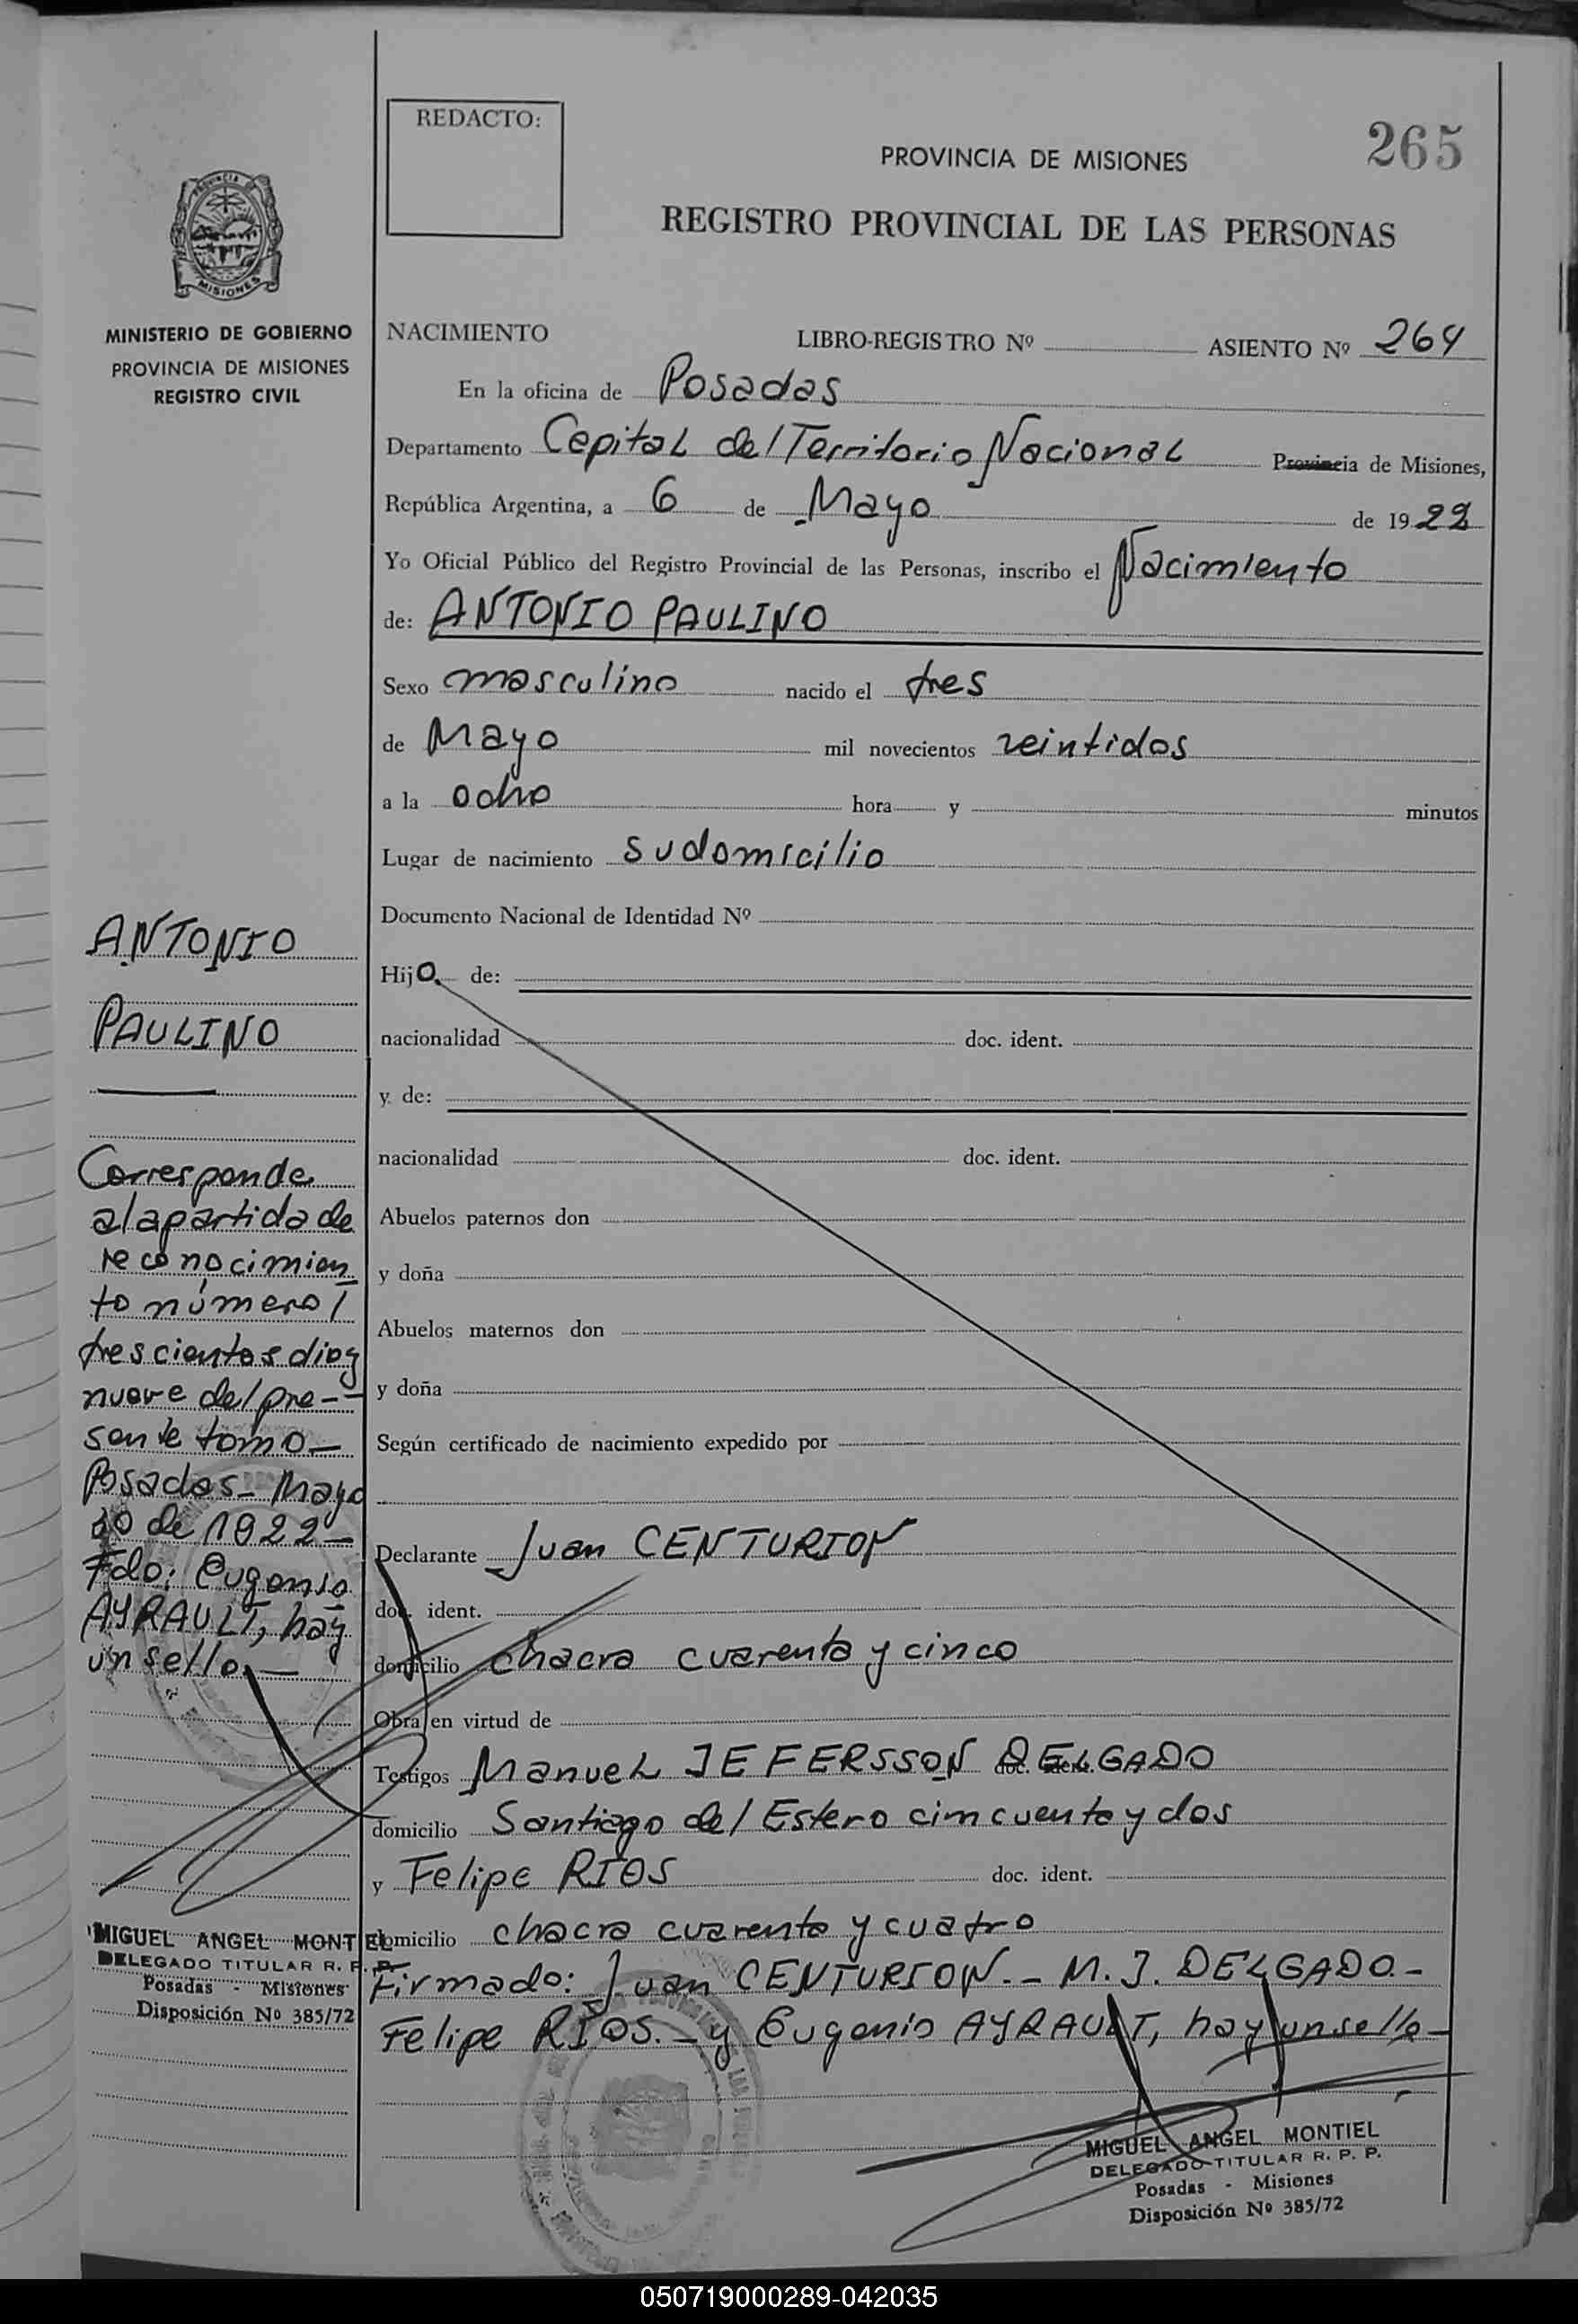 REDACTO:
265
PROVINCIA DE MISIONES
REGISTRO PROVINCIAL DE LAS PERSONAS
MISIONES
MINISTERIO DE GOBIERNO
PROVINCIA DE MISIONES
REGISTRO CIVIL
NACIMIENTO LIBRO-REGISTRO Nº ASIENTO Nº 264
En la oficina de Posadas
Departamento Capital del Territorio Nacional Provincia de Misiones,
República Argentina, a 6 de Mayo de 1922
Yo Oficial Público del Registro Provincial de las Personas, inscribo el Nacimiento
de: ANTONIO PAULINO
Sexo masculino nacido el tres
de Mayo mil novecientos veintidos
a la ocho hora y minutos
Lugar de nacimiento su domicilio
Documento Nacional de Identidad Nº
Hijo de:
nacionalidad doc. ident.
y de:
nacionalidad doc. ident.
Abuelos paternos don
y doña
Abuelos maternos don
y doña
Según certificado de nacimiento expedido por
Declarante Juan CENTURION
doc. ident.
domicilio chacra cuarenta y cinco
Obra en virtud de
Testigos Manuel JEFERSSON DELGADO doc. ident.
domicilio Santiago del Estero cimcuenta y dos
y Felipe RIOS doc. ident.
domicilio chacra cuarenta y cuatro
Firmado: Juan CENTURION.- M. J. DELGADO.-
Felipe RIOS.- y Eugenio AYRAULT, hay un sello-
MIGUEL ANGEL MONTIEL
DELEGADO TITULAR R. P. P.
Posadas - Misiones
Disposición Nº 385/72
ANTONIO
PAULINO
Corresponde
a la partida de
reconocimien
to número
trescientos diez
nueve del pre-
sente tomo-
Posadas- Mayo
de 1922-
Fdo: Eugenio
AYRAULT, hay
un sello.-
MIGUEL ANGEL MONTIEL
DELEGADO TITULAR R. P. P.
Posadas - Misiones
Disposición Nº 385/72
050719000289-042035